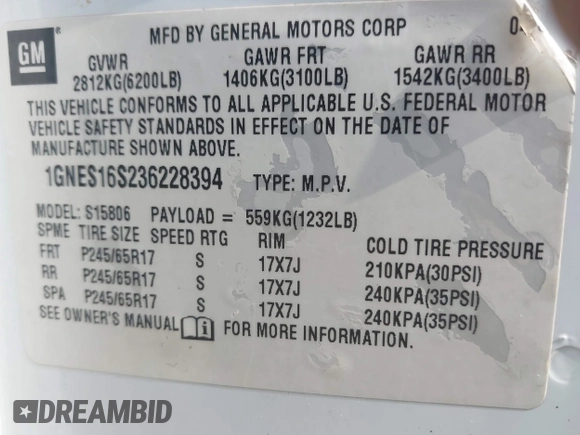 GM
MFD BY GENERAL MOTORS CORP
GVWR GAWR FRT GAWR RR
2812KG(6200LB) 1406KG(3100LB) 1542KG(3400LB)
THIS VEHICLE CONFORMS TO ALL APPLICABLE U.S. FEDERAL MOTOR
VEHICLE SAFETY STANDARDS IN EFFECT ON THE DATE OF
MANUFACTURE SHOWN ABOVE.
1GNES16S236228394 TYPE: M.P.V.
MODEL: S15806 PAYLOAD = 559KG(1232LB)
SPME TIRE SIZE SPEED RTG RIM COLD TIRE PRESSURE
FRT P245/65R17 S 17X7J 210KPA(30PSI)
RR P245/65R17 S 17X7J 240KPA(35PSI)
SPA P245/65R17 S 17X7J 240KPA(35PSI)
SEE OWNER'S MANUAL FOR MORE INFORMATION.
DREAMBID